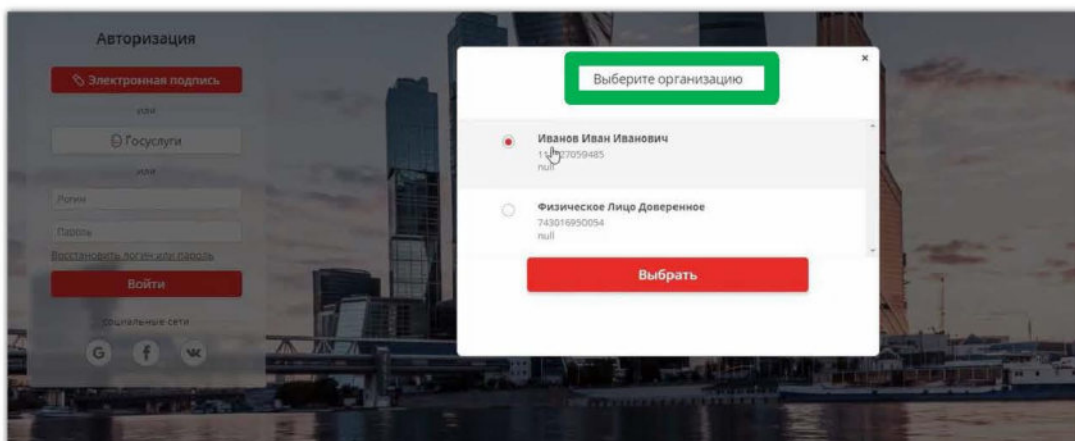 Авторизация
Электронная подпись
или
Госуслуги
или
Логин
Пароль
Восстановить логин или пароль
Войти
социальные сети
G f
Выберите организацию
×
Иванов Иван Иванович
null
Физическое Лицо Доверенное
743016950054
null
Выбрать